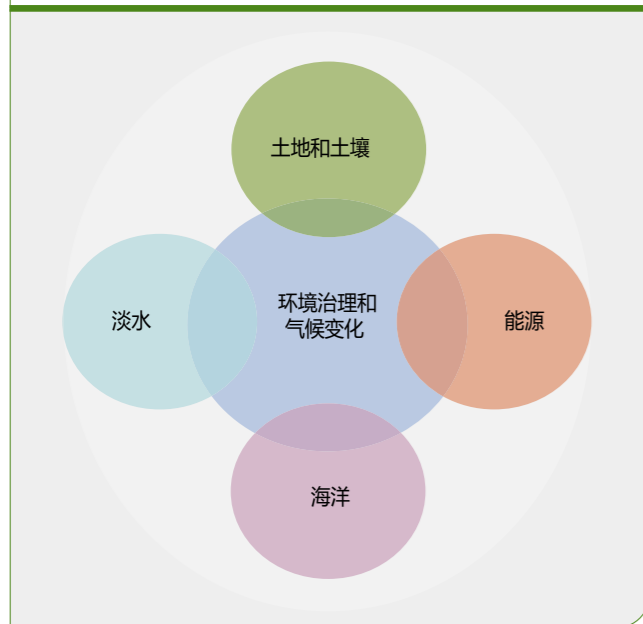 土地和土壤
淡水
环境治理和
气候变化
能源
海洋